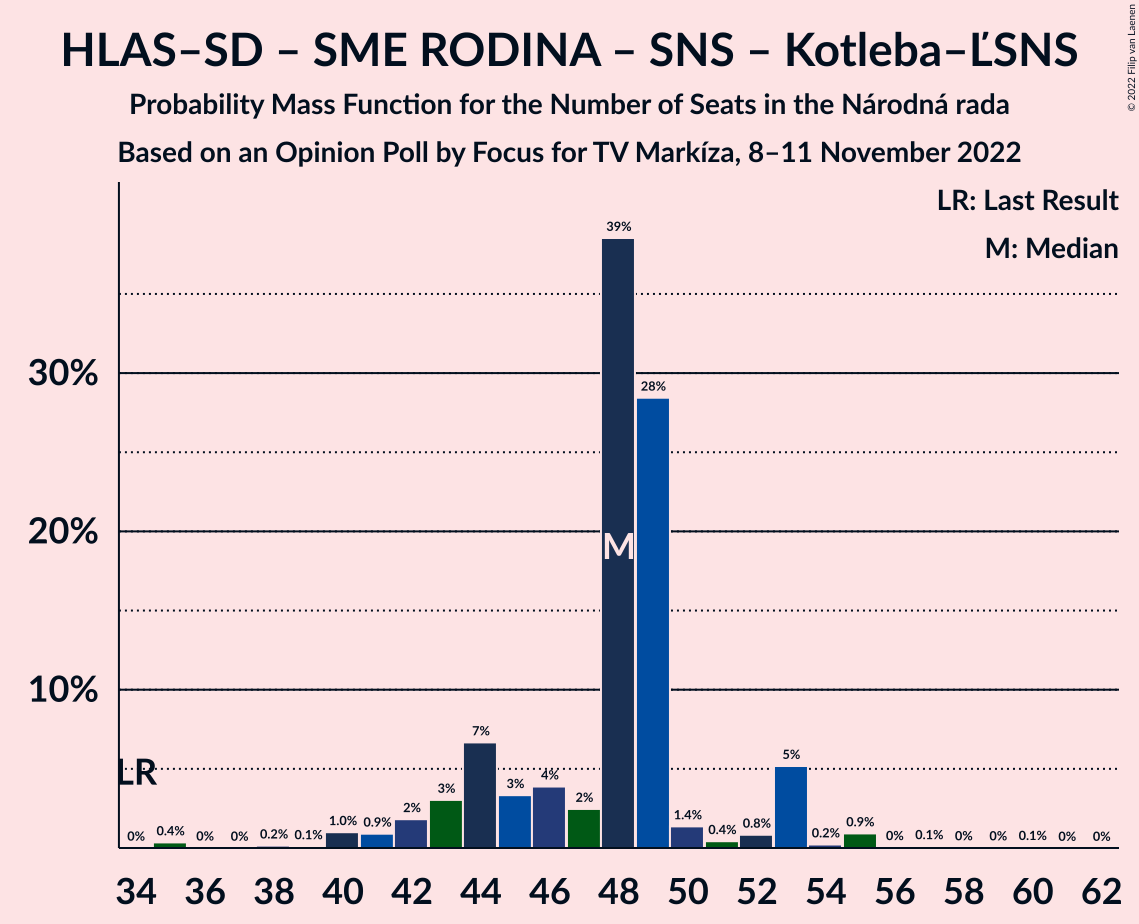 HLAS–SD – SME RODINA – SNS – Kotleba–ĽSNS
Probability Mass Function for the Number of Seats in the Národná rada
Based on an Opinion Poll by Focus for TV Markíza, 8–11 November 2022
© 2022 Filip van Laenen
LR: Last Result
M: Median
39%
30%
28%
20%
M
10%
7%
LR
5%
4%
3%
3%
2%
2%
1.4%
0% 0.4% 0% 0% 0.2% 0.1% 1.0% 0.9% 0.4% 0.8% 0.2% 0.9% 0% 0.1% 0% 0% 0.1% 0% 0%
34 36 38 40 42 44 46 48 50 52 54 56 58 60 62